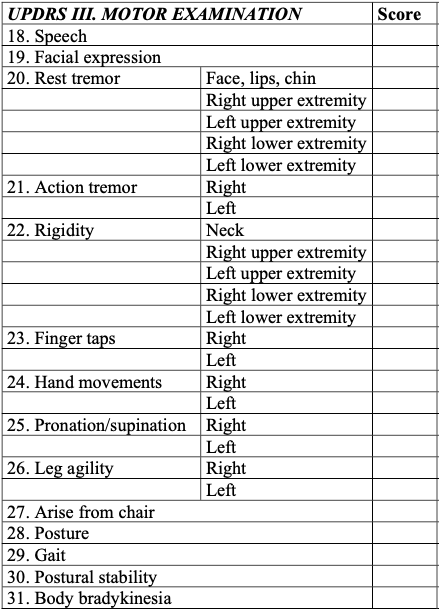 UPDRS III. MOTOR EXAMINATION Score
18. Speech
19. Facial expression
20. Rest tremor Face, lips, chin
Right upper extremity
Left upper extremity
Right lower extremity
Left lower extremity
21. Action tremor Right
Left
22. Rigidity Neck
Right upper extremity
Left upper extremity
Right lower extremity
Left lower extremity
23. Finger taps Right
Left
24. Hand movements Right
Left
25. Pronation/supination Right
Left
26. Leg agility Right
Left
27. Arise from chair
28. Posture
29. Gait
30. Postural stability
31. Body bradykinesia